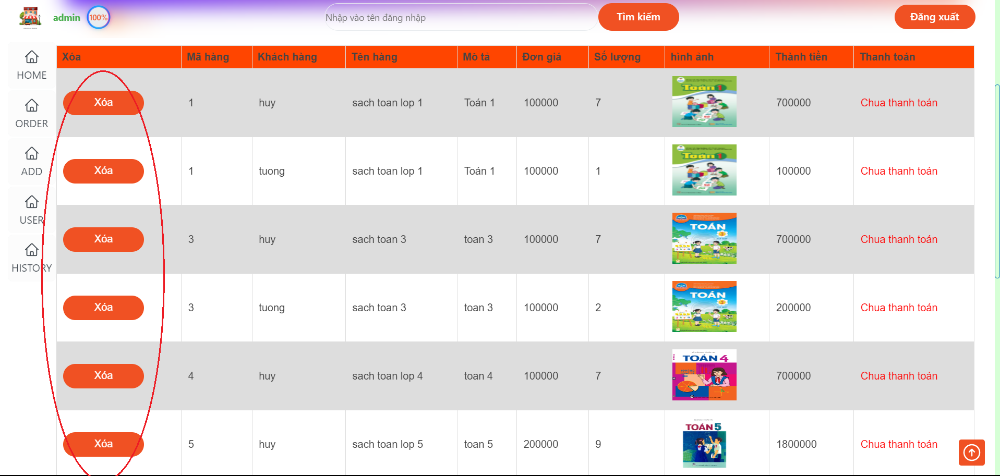 admin 100% Nhập vào tên đăng nhập Tìm kiếm Đăng xuất
HOME
ORDER
ADD
USER
HISTORY
Xóa Mã hàng Khách hàng Tên hàng Mô tả Đơn giá Số lượng hình ảnh Thành tiền Thanh toán
Xóa 1 huy sach toan lop 1 Toán 1 100000 7 Toán 1 700000 Chua thanh toán
Xóa 1 tuong sach toan lop 1 Toán 1 100000 1 Toán 1 100000 Chua thanh toán
Xóa 3 huy sach toan 3 toan 3 100000 7 TOÁN 3 700000 Chua thanh toán
Xóa 3 tuong sach toan 3 toan 3 100000 2 TOÁN 3 200000 Chua thanh toán
Xóa 4 huy sach toan lop 4 toan 4 100000 7 TOÁN 4 700000 Chua thanh toán
Xóa 5 huy sach toan lop 5 toan 5 200000 9 TOÁN 5 1800000 Chua thanh toán